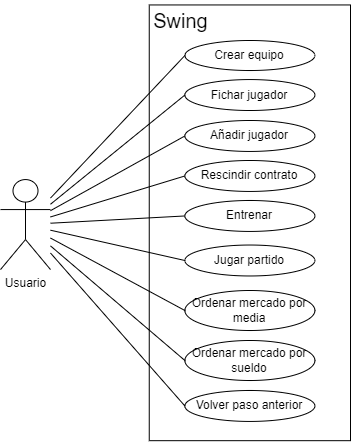 Swing
Crear equipo
Fichar jugador
Añadir jugador
Rescindir contrato
Entrenar
Jugar partido
Usuario
Ordenar mercado por
media
Ordenar mercado por
sueldo
Volver paso anterior